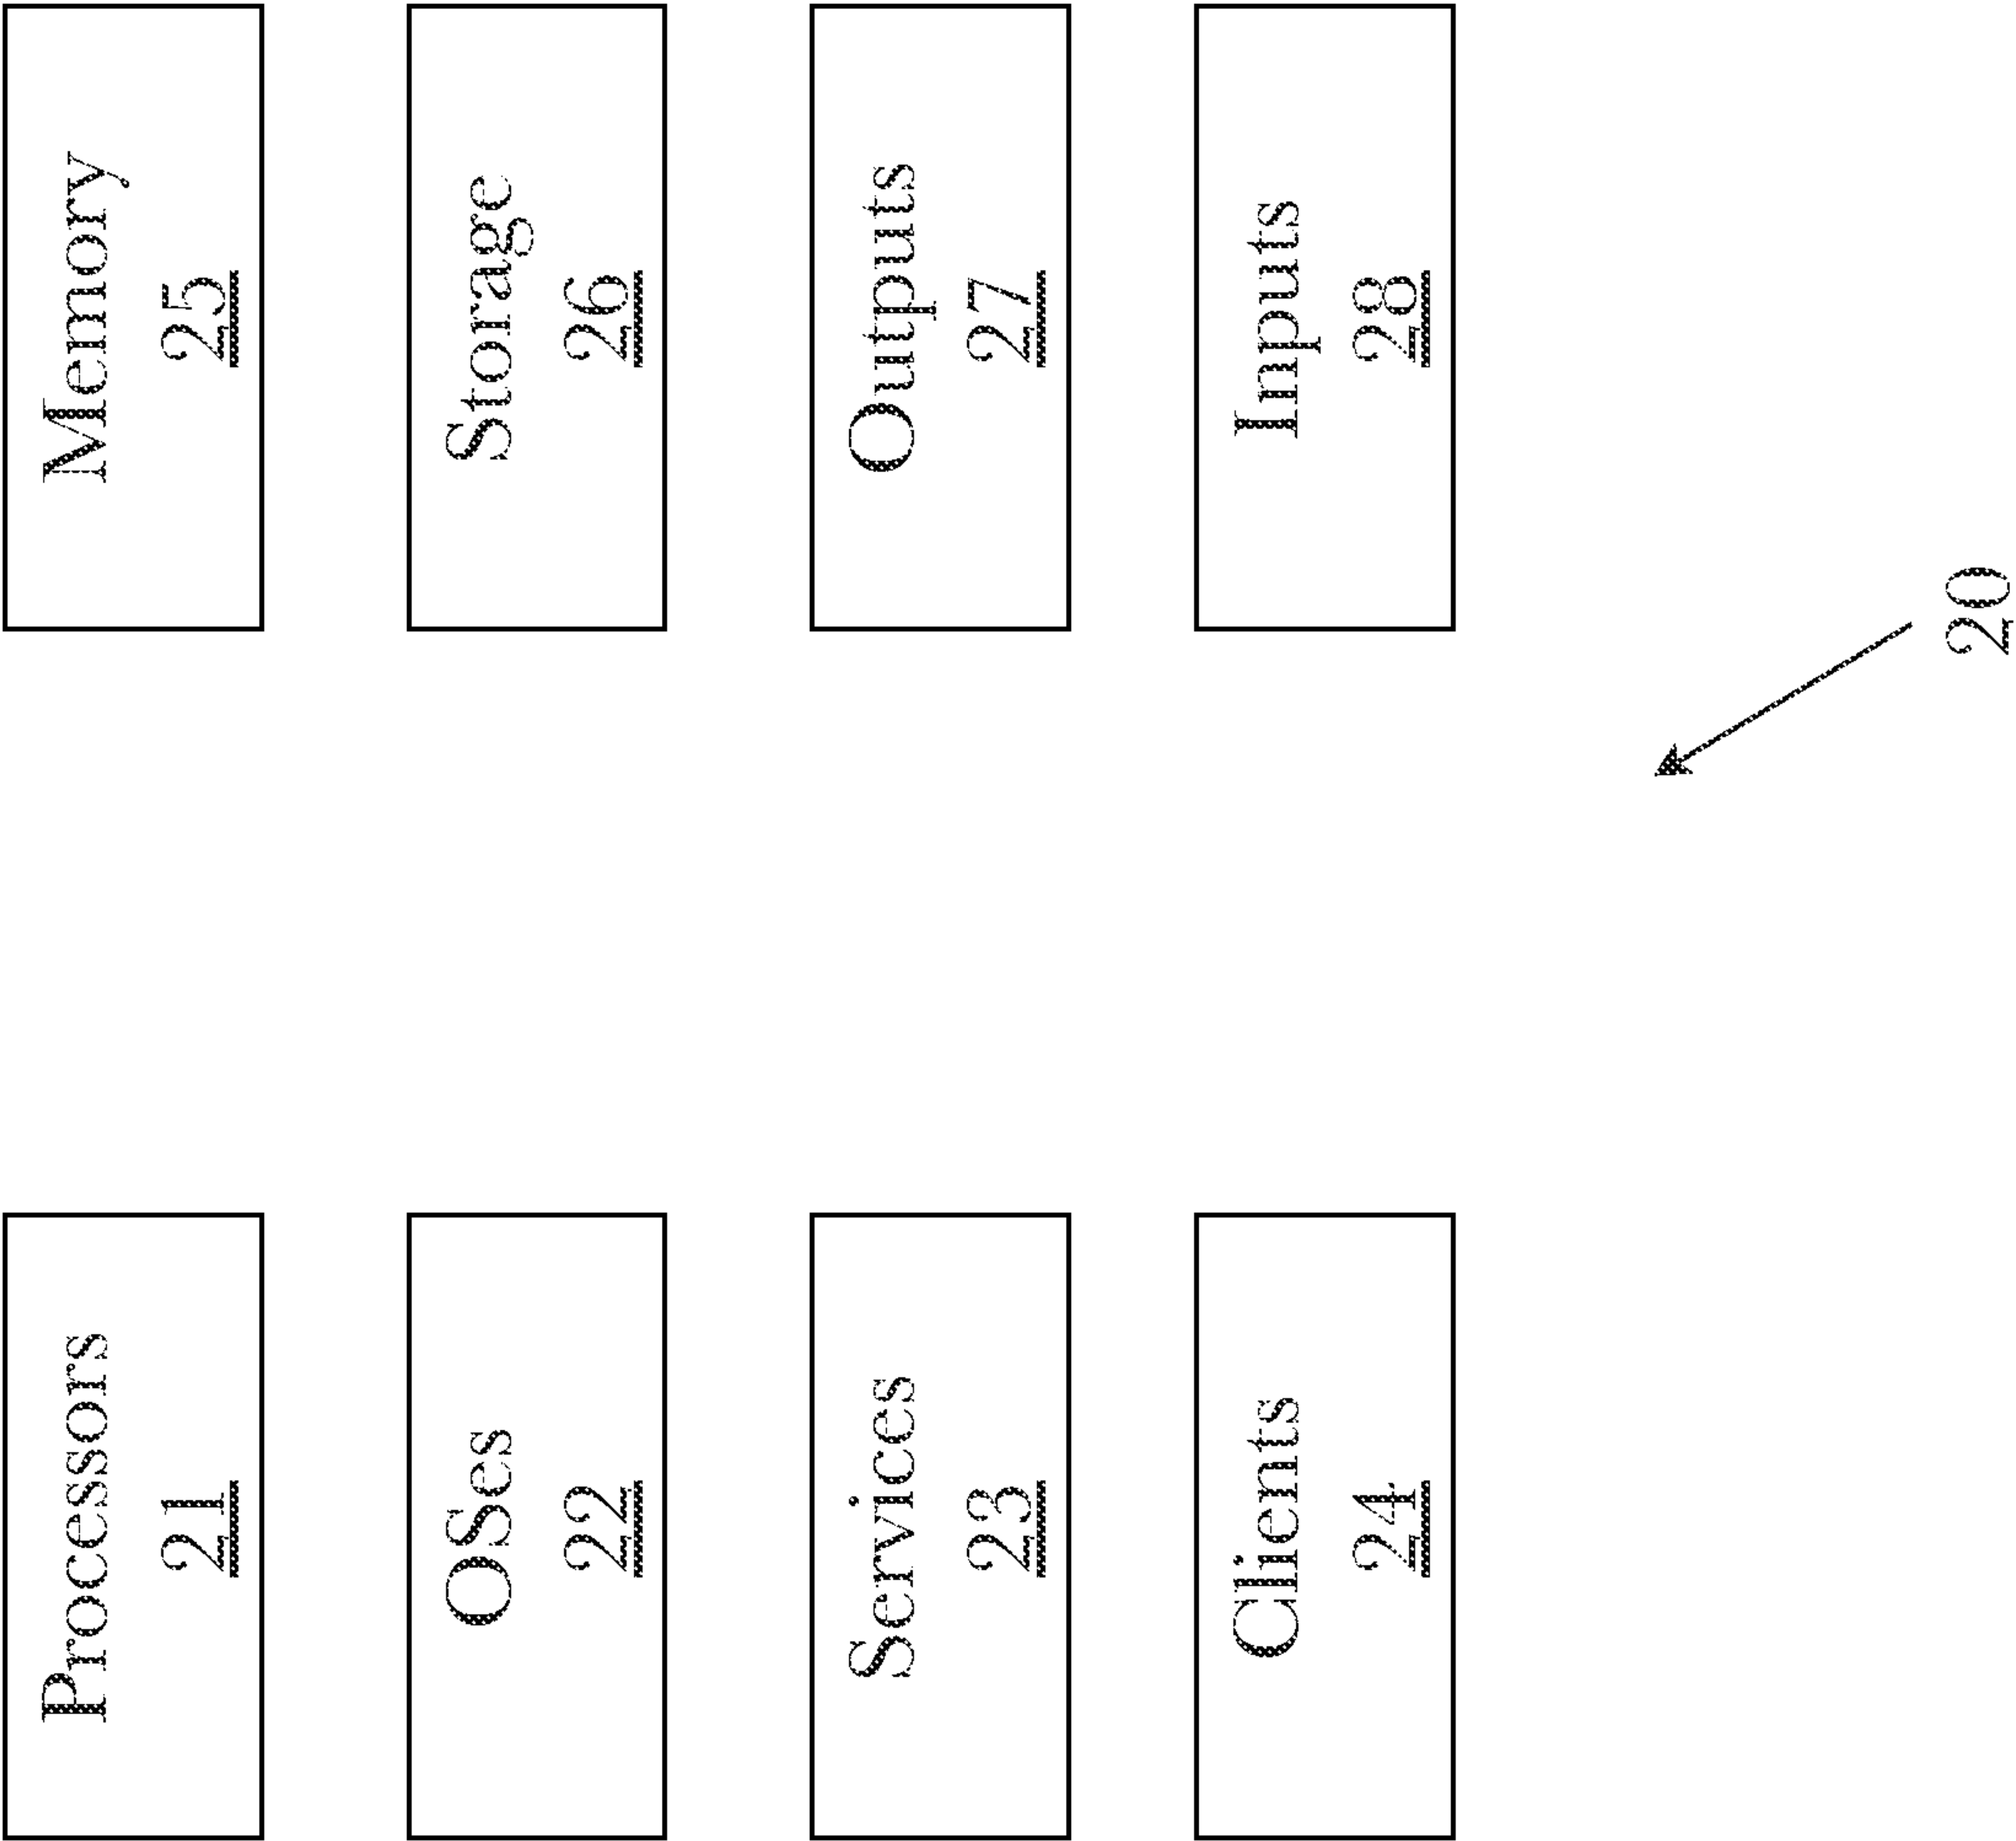 Processors
21
Memory
25
OSes
22
Storage
26
Services
23
Outputs
27
Clients
24
Inputs
28
20